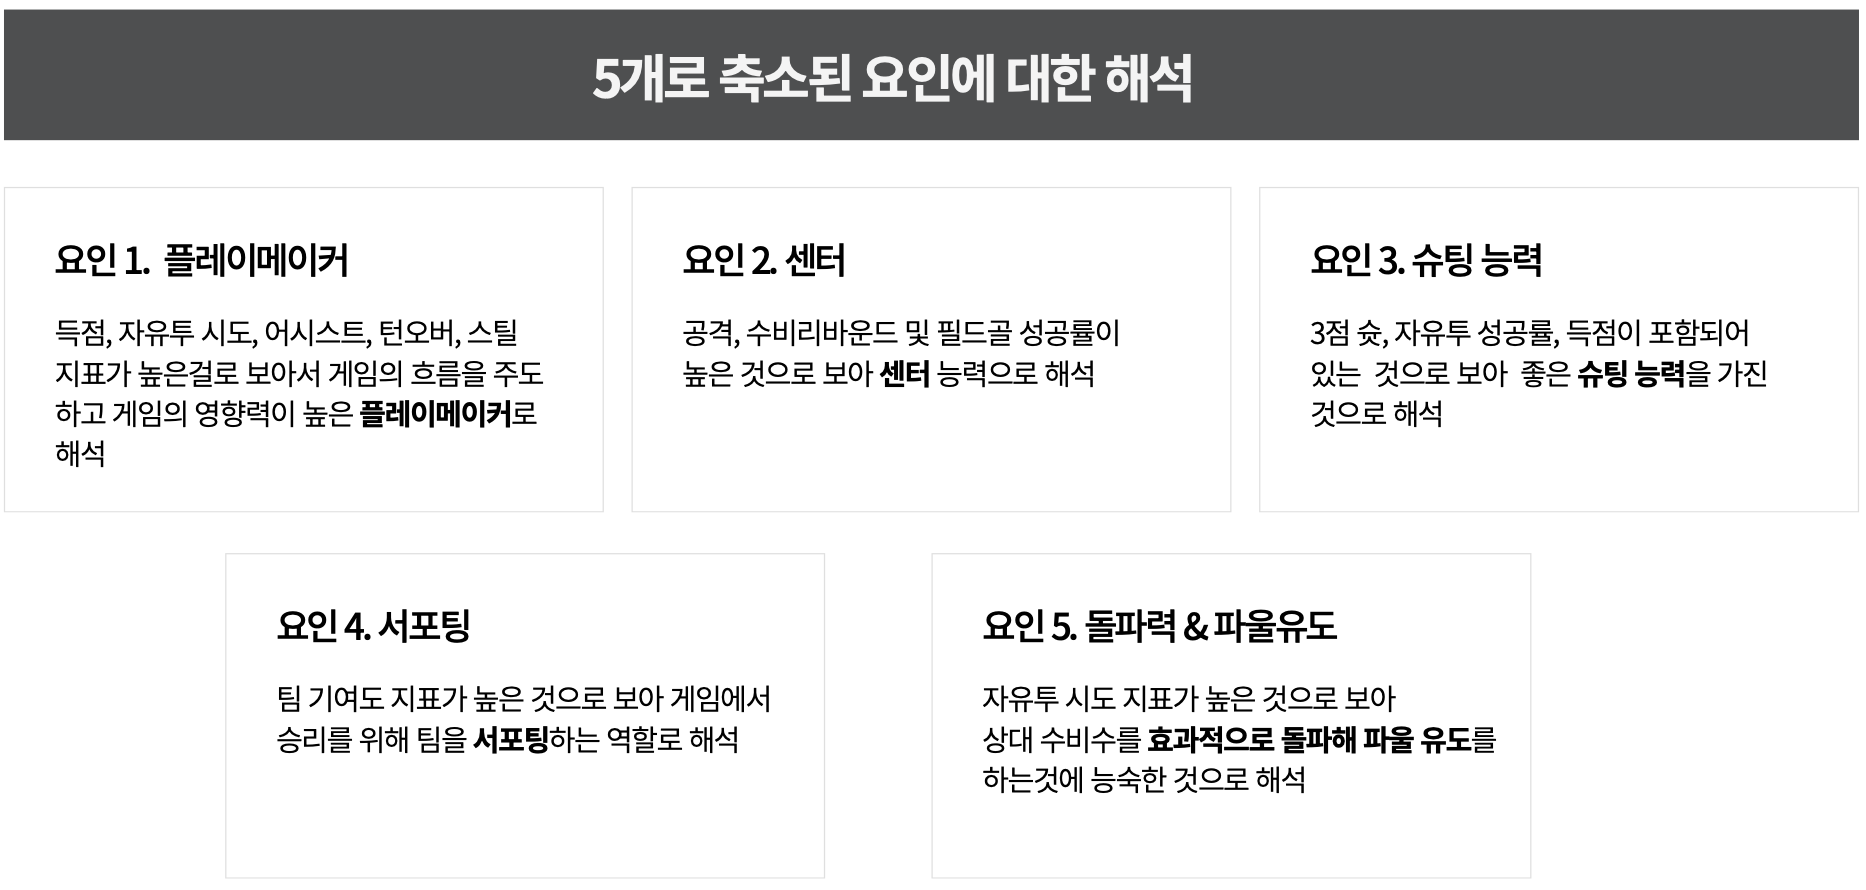 5개로 축소된 요인에 대한 해석
요인 1. 플레이메이커
득점, 자유투 시도, 어시스트, 턴오버, 스틸
지표가 높은걸로 보아서 게임의 흐름을 주도
하고 게임의 영향력이 높은 플레이메이커로
해석
요인 2. 센터
공격, 수비리바운드 및 필드골 성공률이
높은 것으로 보아 센터 능력으로 해석
요인 3. 슈팅 능력
3점 슛, 자유투 성공률, 득점이 포함되어
있는 것으로 보아 좋은 슈팅 능력을 가진
것으로 해석
요인 4. 서포팅
팀 기여도 지표가 높은 것으로 보아 게임에서
승리를 위해 팀을 서포팅하는 역할로 해석
요인 5. 돌파력 & 파울유도
자유투 시도 지표가 높은 것으로 보아
상대 수비수를 효과적으로 돌파해 파울 유도를
하는것에 능숙한 것으로 해석